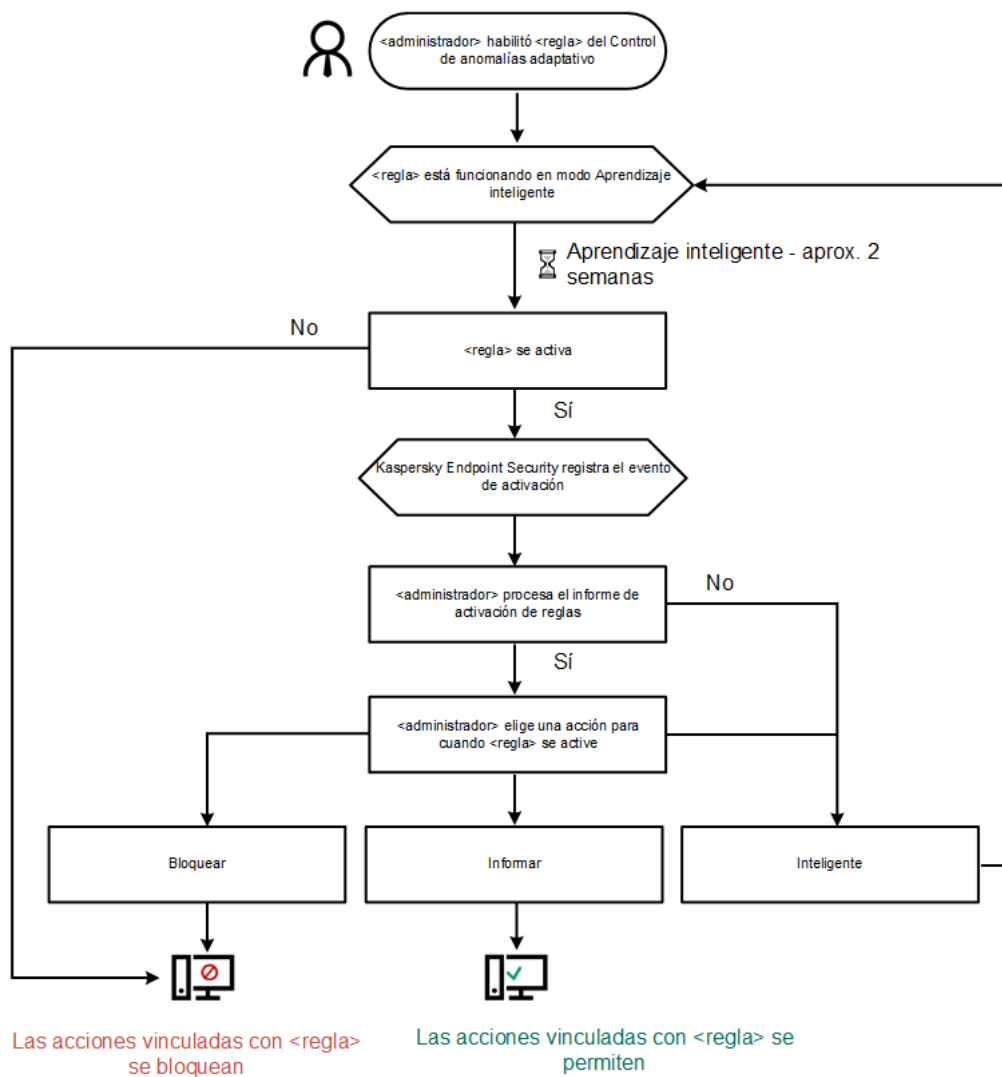 <administrador> habilitó <regla> del Control
de anomalías adaptativo
<regla> está funcionando en modo Aprendizaje
inteligente
Aprendizaje inteligente - aprox. 2
semanas
No
<regla> se activa
Sí
Kaspersky Endpoint Security registra el evento
de activación
<administrador> procesa el informe de
activación de reglas
No
Sí
<administrador> elige una acción para
cuando <regla> se active
Bloquear
Informar
Inteligente
Las acciones vinculadas con <regla>
se bloquean
Las acciones vinculadas con <regla> se
permiten